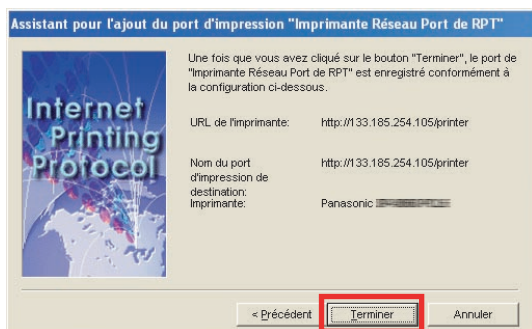 Assistant pour l'ajout du port d'impression "Imprimante Réseau Port de RPT"
Internet
Printing
Protocol
Une fois que vous avez cliqué sur le bouton "Terminer", le port de
"Imprimante Réseau Port de RPT" est enregistré conformément à
la configuration ci-dessous.
URL de l'imprimante: http://133.185.254.105/printer
Nom du port http://133.185.254.105/printer
d'impression de
destination:
Imprimante: Panasonic
< Précédent Terminer Annuler